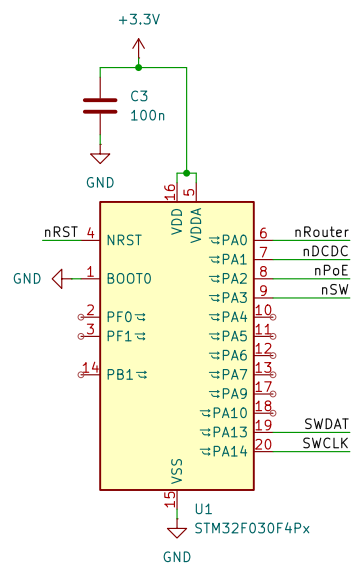 +3.3V
C3
100n
GND
16
5
VDD
VDDA
nRST 4 NRST
PA0 6 nRouter
PA1 7 nDCDC
GND 1 BOOT0
PA2 8 nPoE
PA3 9 nSW
2 PF0
PA4 10
3 PF1
PA5 11
PA6 12
14 PB1
PA7 13
PA9 17
PA10 18
PA13 19 SWDAT
PA14 20 SWCLK
VSS
15
U1
STM32F030F4Px
GND